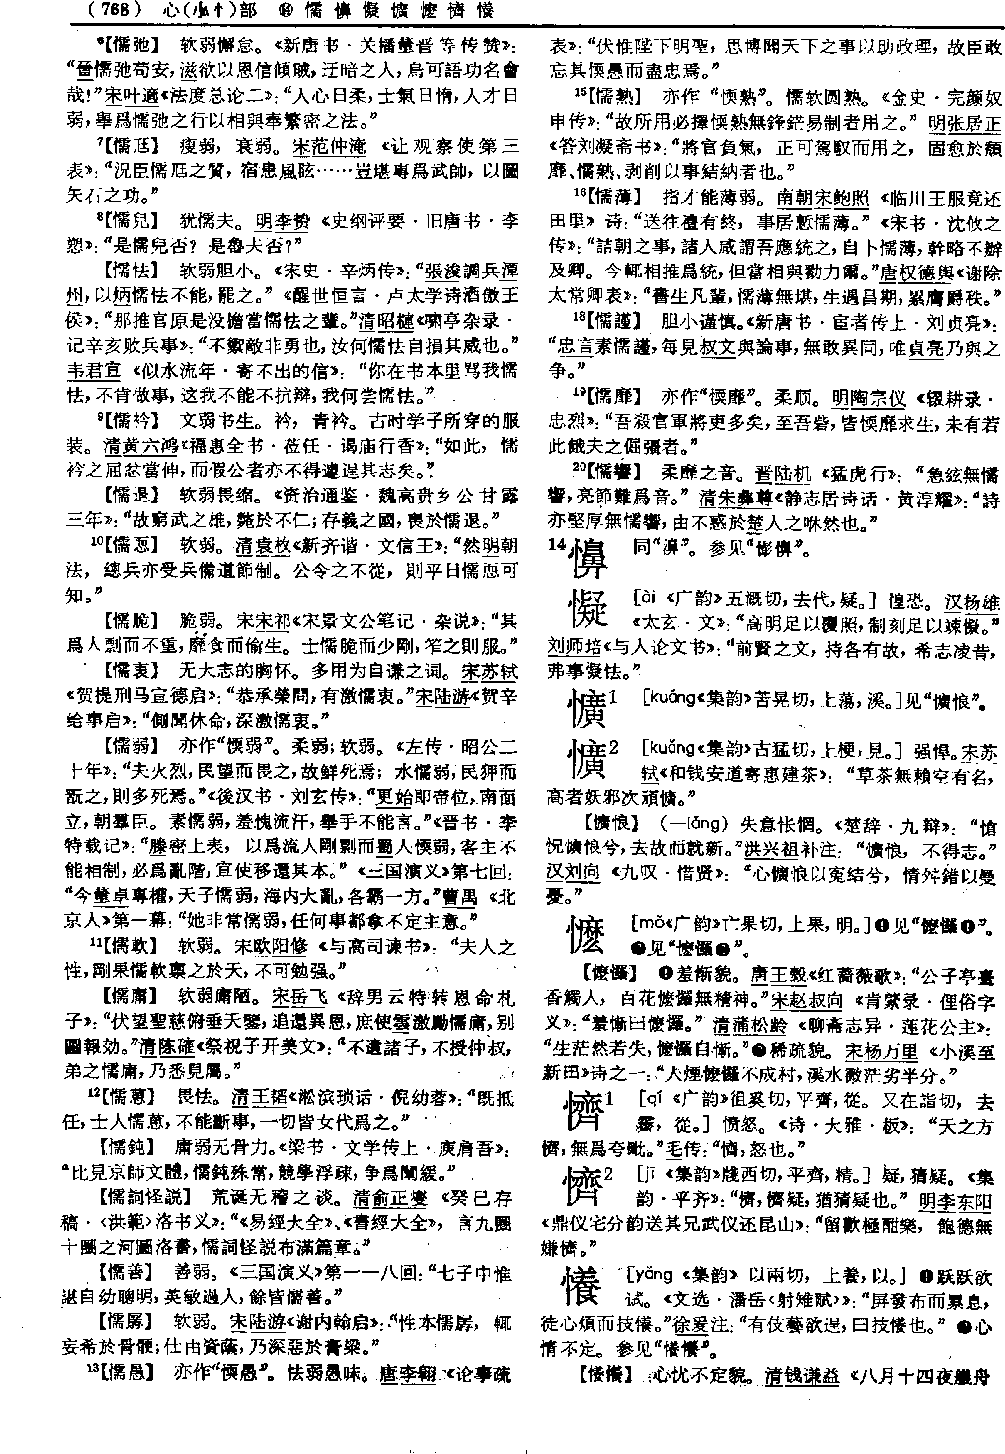 (768) 心(忄㣺)部 ⑭ 懦 懝 懭 懡 懠 懩
⁶【懦弛】 软弱懈怠。《新唐书·关播董晋等传赞》：
“晋懦弛苟安，滋欲以恩信傾賊，迂暗之人，烏可語功名會
哉！”宋叶適《法度总论二》：“人心日柔，士氣日惰，人才日
弱，舉爲懦弛之行以相與奉繁密之法。”
⁷【懦尫】 瘦弱，衰弱。宋范仲淹《让观察使第三
表》：“況臣懦尫之質，宿患風眩……豈堪專爲武帥，以圖
矢石之功。”
⁸【懦兒】 犹懦夫。明李贽《史纲评要·旧唐书·李
愬》：“是懦兒否？是魯夫否？”
【懦怯】 软弱胆小。《宋史·辛炳传》：“張浚調兵潭
州，以炳懦怯不能，罷之。”《醒世恒言·卢太学诗酒傲王
侯》：“那推官原是没擔當懦怯之輩。”清昭槤《啸亭杂录·
记辛亥败兵事》：“不禦敵非勇也，汝何懦怯自損其威也。”
韦君宜《似水流年·寄不出的信》：“你在书本里骂我懦
怯，不肯做事，这我不能不抗辩，我何尝懦怯。”
⁹【懦衿】 文弱书生。衿，青衿。古时学子所穿的服
装。清黄六鸿《福惠全书·莅任·谒庙行香》：“如此，懦
衿之屈忿當伸，而假公者亦不得遽逞其志矣。”
【懦退】 软弱畏缩。《资治通鉴·魏高贵乡公甘露
三年》：“故窮武之雄，斃於不仁；存義之國，喪於懦退。”
¹⁰【懦恧】 软弱。清袁枚《新齐谐·文信王》：“然明朝
法，總兵亦受兵備道節制。公令之不從，則平日懦恧可
知。”
【懦脆】 脆弱。宋宋祁《宋景文公笔记·杂说》：“其
爲人剽而不重，靡食而偷生。士懦脆而少剛，笮之則服。”
【懦衷】 无大志的胸怀。多用为自谦之词。宋苏轼
《贺提刑马宣德启》：“恭承榮問，有激懦衷。”宋陆游《贺辛
给事启》：“側聞休命，深激懦衷。”
【懦弱】 亦作“愞弱”。柔弱；软弱。《左传·昭公二
十年》：“夫火烈，民望而畏之，故鮮死焉；水懦弱，民狎而
翫之，則多死焉。”《後汉书·刘玄传》：“更始即帝位，南面
立，朝羣臣。素懦弱，羞愧流汗，舉手不能言。”《晋书·李
特载记》：“滕密上表，以爲流人剛剽而蜀人愞弱，客主不
能相制，必爲亂階，宜使移還其本。”《三国演义》第七回：
“今董卓專權，天子懦弱，海内大亂，各霸一方。”曹禺《北
京人》第一幕：“她非常懦弱，任何事都拿不定主意。”
¹¹【懦軟】 软弱。宋欧阳修《与高司谏书》：“夫人之
性，剛果懦軟禀之於天，不可勉强。”
【懦庸】 软弱庸陋。宋岳飞《辞男云特转恩命札
子》：“伏望聖慈俯垂天鑒，追還異恩，庶使雲激勵懦庸，别
圖報効。”清陈確《祭祝子开美文》：“不遺諸子，不授仲叔，
弟之懦庸，乃悉見屬。”
¹²【懦葸】 畏怯。清王韬《淞滨琐话·倪幼蓉》：“既抵
任，士人懦葸，不能斷事，一切皆女代爲之。”
【懦鈍】 庸弱无骨力。《梁书·文学传上·庾肩吾》：
“比見京師文體，懦鈍殊常，競學浮疎，争爲闡緩。”
【懦詞怪説】 荒诞无稽之谈。清俞正燮《癸巳存
稿·〈洪範〉洛书义》：“《易經大全》、《書經大全》，言九圈
十圈之河圖洛書，懦詞怪説布滿篇章。”
【懦善】 善弱。《三国演义》第一一八回：“七子中惟
諶自幼聰明，英敏過人，餘皆懦善。”
【懦孱】 软弱。宋陆游《谢内翰启》：“性本懦孱，輒
妄希於骨鯁；仕由資蔭，乃深惡於膏粱。”
¹³【懦愚】 亦作“愞愚”。怯弱愚昧。唐李翱《论事疏
表》：“伏惟陛下明聖，思博聞天下之事以助政理，故臣敢
忘其愞愚而盡忠焉。”
¹⁵【懦熟】 亦作“愞熟”。懦软圆熟。《金史·完颜奴
申传》：“故所用必擇愞熟無鋒鋩易制者用之。”明张居正
《答刘凝斋书》：“將官負氣，正可駕馭而用之，固愈於頹
靡、懦熟、剥削以事結納者也。”
¹⁶【懦薄】 指才能薄弱。南朝宋鲍照《临川王服竟还
田里》诗：“送往禮有終，事居慙懦薄。”《宋书·沈攸之
传》：“詰朝之事，諸人咸謂吾應統之，自卜懦薄，幹略不辦
及卿。今輒相推爲統，但當相與勠力爾。”唐权德舆《谢除
太常卿表》：“書生凡輩，懦薄無堪，生遇昌期，累膺爵秩。”
¹⁸【懦謹】 胆小谨慎。《新唐书·宦者传上·刘贞亮》：
“忠言素懦謹，每見叔文與論事，無敢異同，唯貞亮乃與之
争。”
¹⁹【懦靡】 亦作“愞靡”。柔顺。明陶宗仪《辍耕录·
忠烈》：“吾殺官軍將吏多矣，至吾砦，皆愞靡求生，未有若
此餓夫之倔彊者。”
²⁰【懦響】 柔靡之音。晋陆机《猛虎行》：“急絃無懦
響，亮節難爲音。”清朱彝尊《静志居诗话·黄淳耀》：“詩
亦堅厚無懦響，由不惑於楚人之咻然也。”
14 懝 [ài《广韵》五溉切，去代，疑。] 惶恐。汉扬雄
《太玄·文》：“高明足以覆照，制刻足以竦懝。”
刘师培《与人论文书》：“前賢之文，持各有故，希志凌昔，
弗事懝怯。”
懭1 [kuǎng《集韵》苦晃切，上蕩，溪。]见“懭悢”。
懭2 [kuǎng《集韵》古猛切，上梗，見。] 强悍。宋苏
轼《和钱安道寄惠建茶》：“草茶無賴空有名，
高者妖邪次頑懭。”
【懭悢】 (—lǎng) 失意怅惘。《楚辞·九辩》：“愴
怳懭悢兮，去故而就新。”洪兴祖补注：“懭悢，不得志。”
汉刘向《九叹·惜贤》：“心懭悢以冤结兮，情舛錯以曼
憂。”
懡 [mǒ《广韵》亡果切，上果，明。]❶见“懡㦬❶”。
❷见“懡㦬❷”。
【懡㦬】 ❶羞惭貌。唐王毂《红蔷薇歌》：“公子亭臺
香觸人，百花懡㦬無精神。”宋赵叔向《肯綮录·俚俗字
义》：“羞慚曰懡㦬。”清蒲松龄《聊斋志异·莲花公主》：
“生茫然若失，懡㦬自慚。”❷稀疏貌。宋杨万里《小溪至
新田》诗之一：“人煙懡㦬不成村，溪水微茫劣半分。”
懠1 [qí《广韵》徂奚切，平齊，從。又在詣切，去
霽，從。] 愤怒。《诗·大雅·板》：“天之方
懠，無爲夸毗。”毛传：“懠，怒也。”
懠2 [jī《集韵》牋西切，平齊，精。] 疑，猜疑。《集
韵·平齐》：“懠，懠疑，猶猜疑也。”明李东阳
《鼎仪宅分韵送其兄武仪还昆山》：“留歡極酣樂，飽德無
嫌懠。”
懩 [yǎng《集韵》以兩切，上養，以。] ❶跃跃欲
试。《文选·潘岳〈射雉赋〉》：“屏發布而累息，
徒心煩而技懩。”徐爰注：“有伎藝欲逞，曰技懩也。”❷心
情不定。参见“懩懩”。
【懩懩】 心忧不定貌。清钱谦益《八月十四夜艤舟